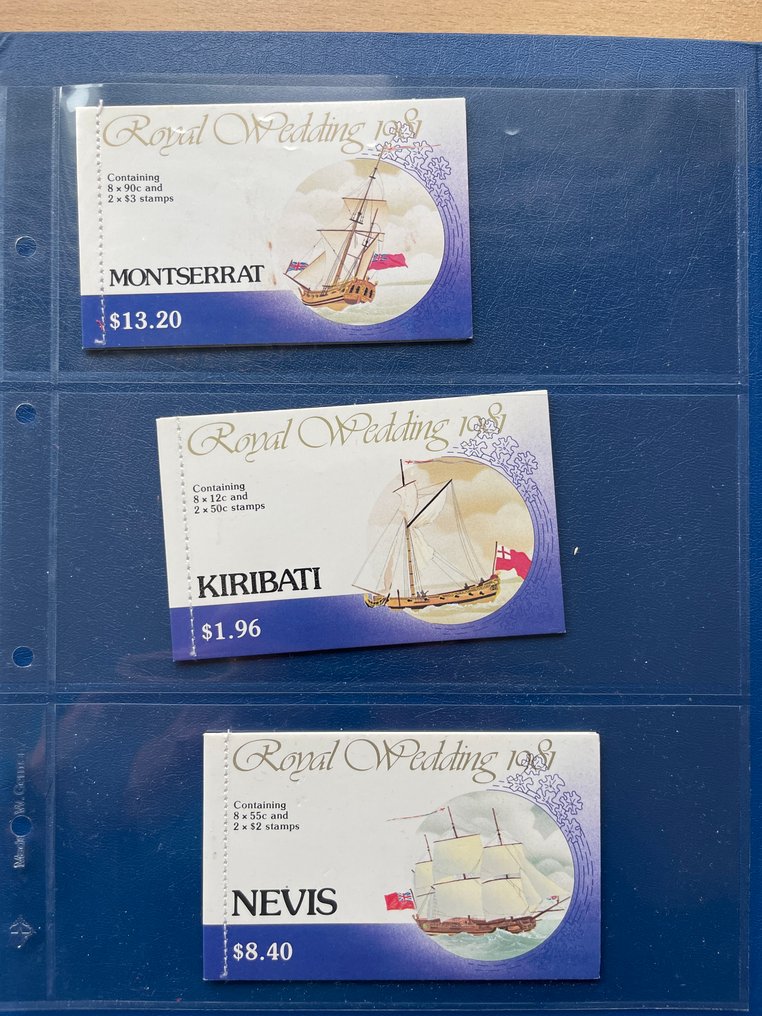 Royal Wedding 1981
Containing
8 × 90c and
2 × $3 stamps
MONTSERRAT
$13.20
Royal Wedding 1981
Containing
8 × 12c and
2 × 50c stamps
KIRIBATI
$1.96
Royal Wedding 1981
Containing
8 × 55c and
2 × $2 stamps
NEVIS
$8.40